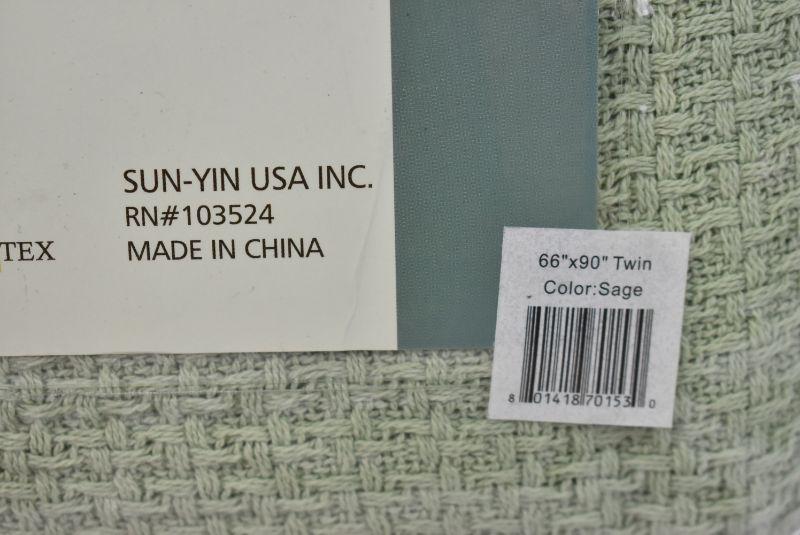 SUN-YIN USA INC.
RN#103524
MADE IN CHINA
TEX
66"x90" Twin
Color:Sage
8 01418 70153 0